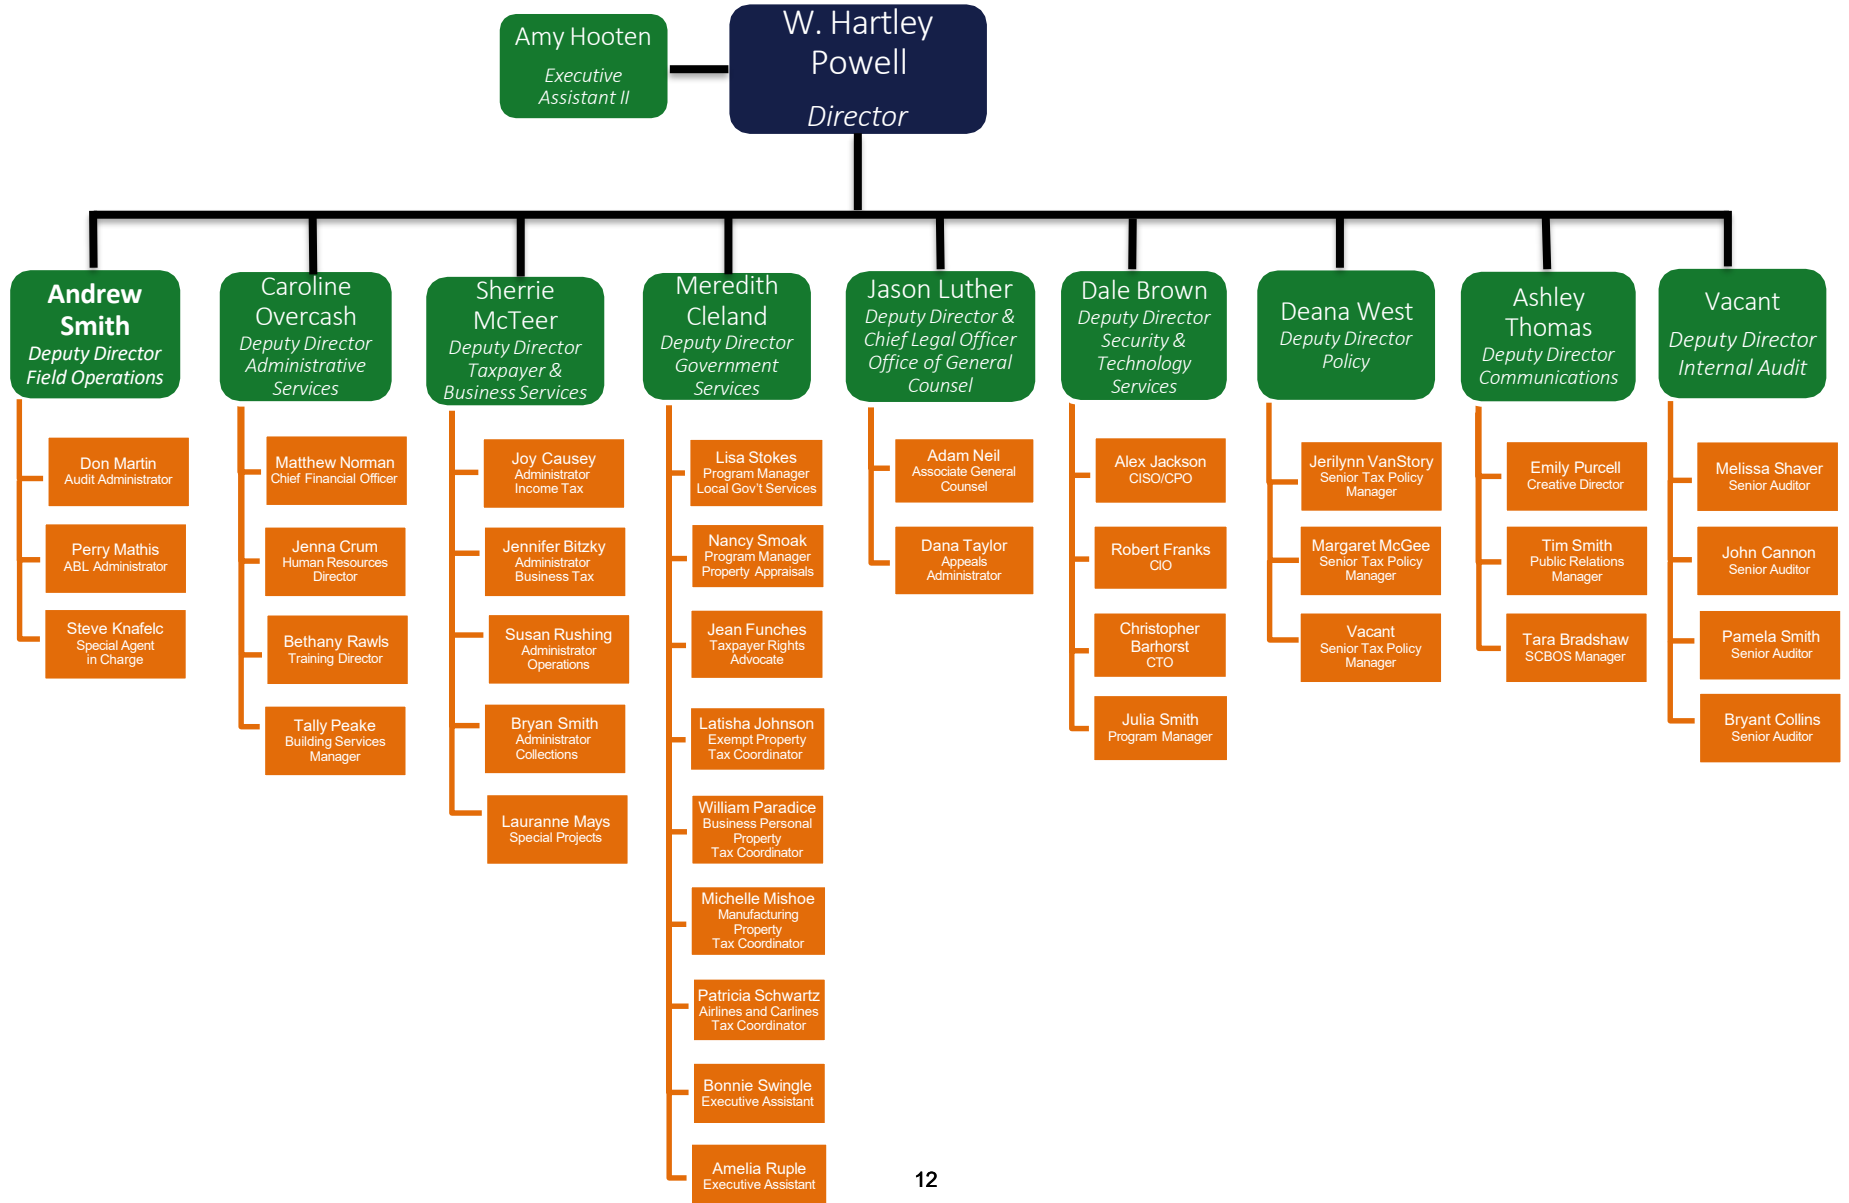 Amy Hooten
Executive
Assistant II
W. Hartley
Powell
Director
Andrew
Smith
Deputy Director
Field Operations
Don Martin
Audit Administrator
Perry Mathis
ABL Administrator
Steve Knafelc
Special Agent
in Charge
Caroline
Overcash
Deputy Director
Administrative
Services
Matthew Norman
Chief Financial Officer
Jenna Crum
Human Resources
Director
Bethany Rawls
Training Director
Tally Peake
Building Services
Manager
Sherrie
McTeer
Deputy Director
Taxpayer &
Business Services
Joy Causey
Administrator
Income Tax
Jennifer Bitzky
Administrator
Business Tax
Susan Rushing
Administrator
Operations
Bryan Smith
Administrator
Collections
Lauranne Mays
Special Projects
Meredith
Cleland
Deputy Director
Government
Services
Lisa Stokes
Program Manager
Local Gov't Services
Nancy Smoak
Program Manager
Property Appraisals
Jean Funches
Taxpayer Rights
Advocate
Latisha Johnson
Exempt Property
Tax Coordinator
William Paradice
Business Personal
Property
Tax Coordinator
Michelle Mishoe
Manufacturing
Property
Tax Coordinator
Patricia Schwartz
Airlines and Carlines
Tax Coordinator
Bonnie Swingle
Executive Assistant
Amelia Ruple
Executive Assistant
Jason Luther
Deputy Director &
Chief Legal Officer
Office of General
Counsel
Adam Neil
Associate General
Counsel
Dana Taylor
Appeals
Administrator
Dale Brown
Deputy Director
Security &
Technology
Services
Alex Jackson
CISO/CPO
Robert Franks
CIO
Christopher
Barhorst
CTO
Julia Smith
Program Manager
Deana West
Deputy Director
Policy
Jerilynn VanStory
Senior Tax Policy
Manager
Margaret McGee
Senior Tax Policy
Manager
Vacant
Senior Tax Policy
Manager
Ashley
Thomas
Deputy Director
Communications
Emily Purcell
Creative Director
Tim Smith
Public Relations
Manager
Tara Bradshaw
SCBOS Manager
Vacant
Deputy Director
Internal Audit
Melissa Shaver
Senior Auditor
John Cannon
Senior Auditor
Pamela Smith
Senior Auditor
Bryant Collins
Senior Auditor
12